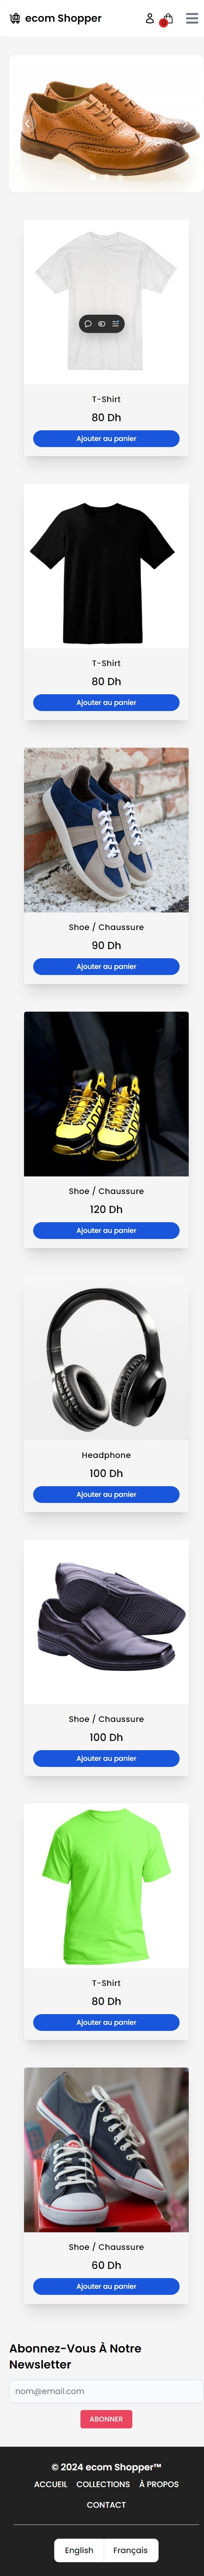 ecom Shopper
T-Shirt
80 Dh
Ajouter au panier
T-Shirt
80 Dh
Ajouter au panier
Shoe / Chaussure
90 Dh
Ajouter au panier
Shoe / Chaussure
120 Dh
Ajouter au panier
Headphone
100 Dh
Ajouter au panier
Shoe / Chaussure
100 Dh
Ajouter au panier
T-Shirt
80 Dh
Ajouter au panier
Shoe / Chaussure
60 Dh
Ajouter au panier
Abonnez-Vous À Notre
Newsletter
nom@email.com
ABONNER
© 2024 ecom Shopper™
ACCUEIL COLLECTIONS À PROPOS
CONTACT
English Français